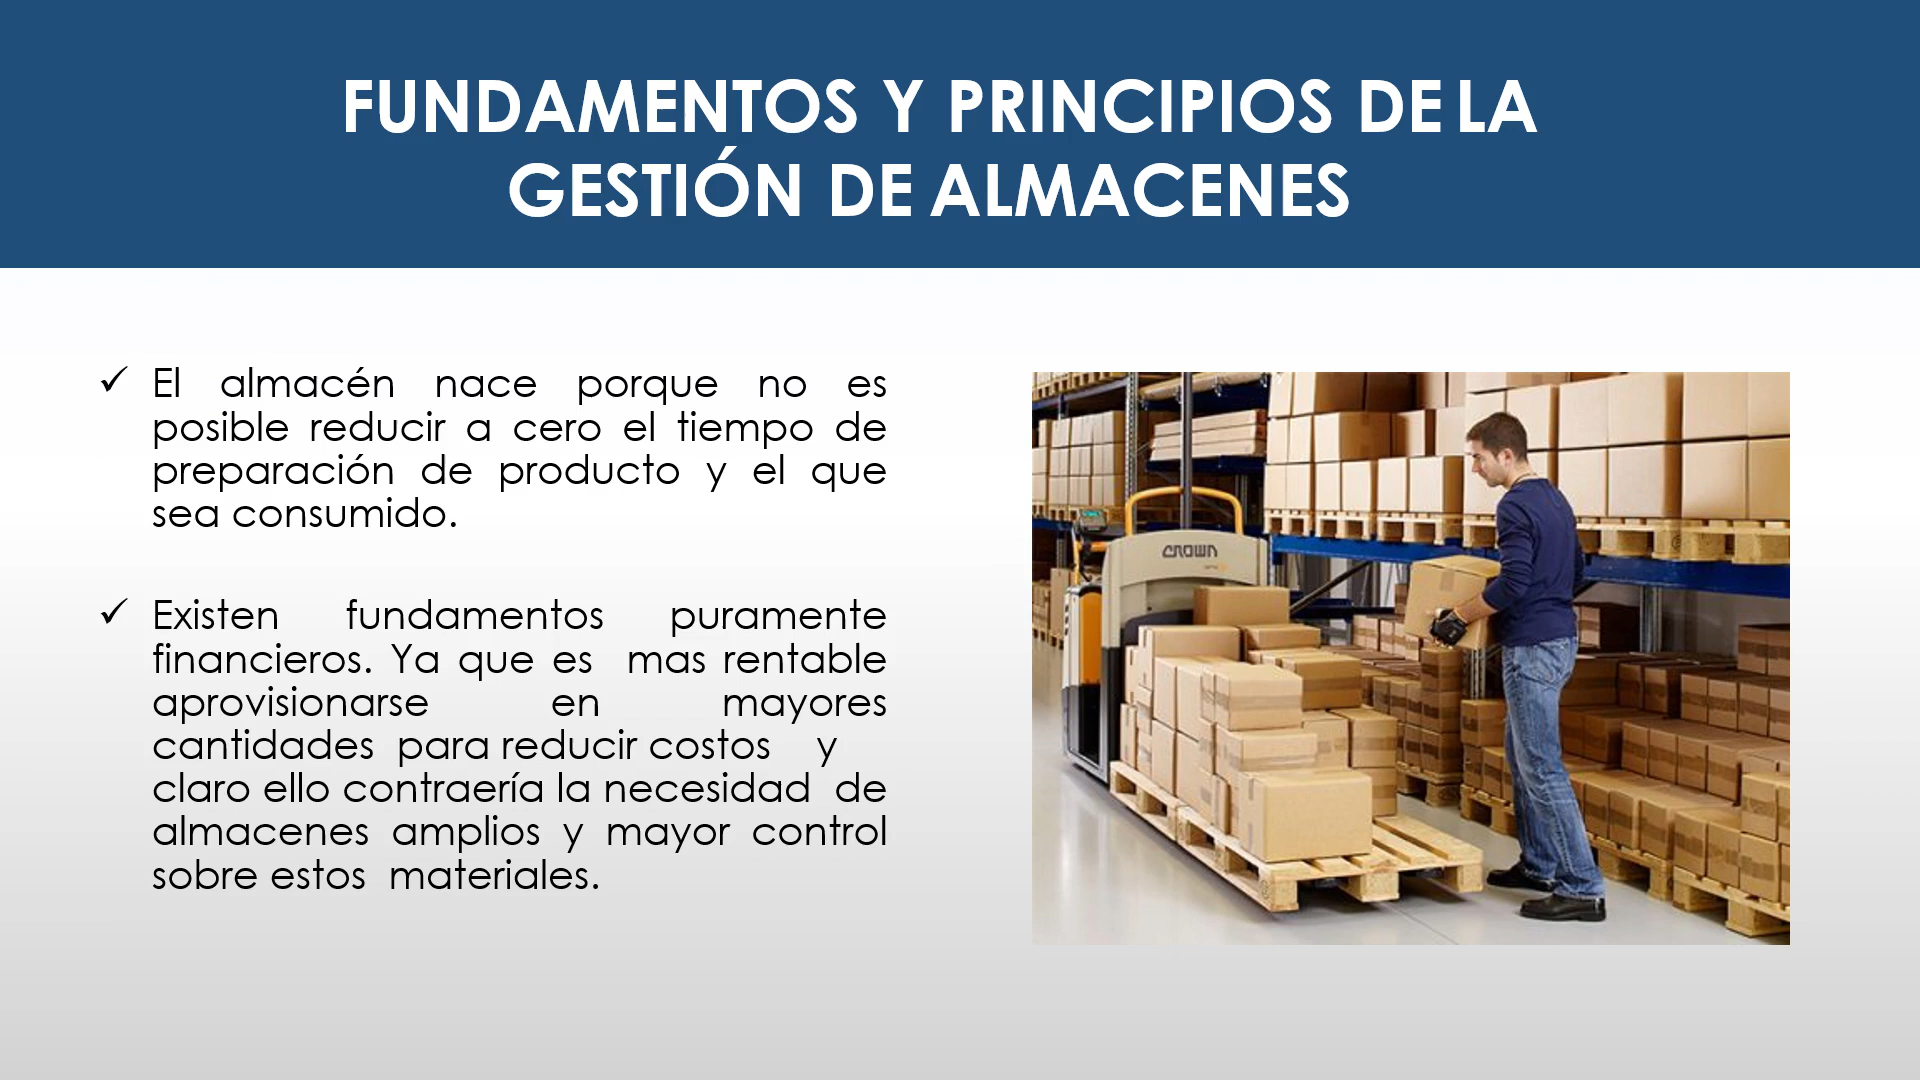 FUNDAMENTOS Y PRINCIPIOS DE LA
GESTIÓN DE ALMACENES
✓ El almacén nace porque no es
posible reducir a cero el tiempo de
preparación de producto y el que
sea consumido.
✓ Existen fundamentos puramente
financieros. Ya que es mas rentable
aprovisionarse en mayores
cantidades para reducir costos y
claro ello contraería la necesidad de
almacenes amplios y mayor control
sobre estos materiales.
CROWN